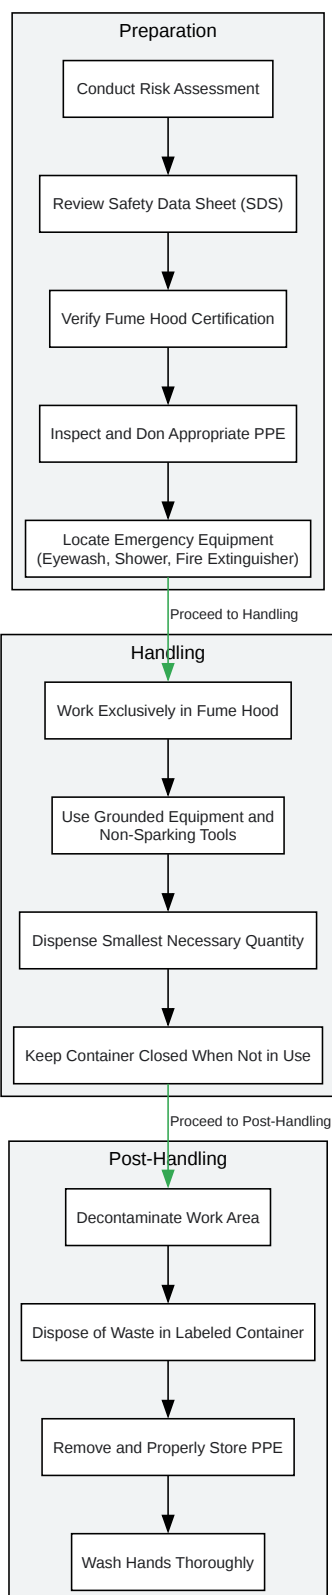 Preparation
Conduct Risk Assessment
Review Safety Data Sheet (SDS)
Verify Fume Hood Certification
Inspect and Don Appropriate PPE
Locate Emergency Equipment
(Eyewash, Shower, Fire Extinguisher)
Proceed to Handling
Handling
Work Exclusively in Fume Hood
Use Grounded Equipment and
Non-Sparking Tools
Dispense Smallest Necessary Quantity
Keep Container Closed When Not in Use
Proceed to Post-Handling
Post-Handling
Decontaminate Work Area
Dispose of Waste in Labeled Container
Remove and Properly Store PPE
Wash Hands Thoroughly